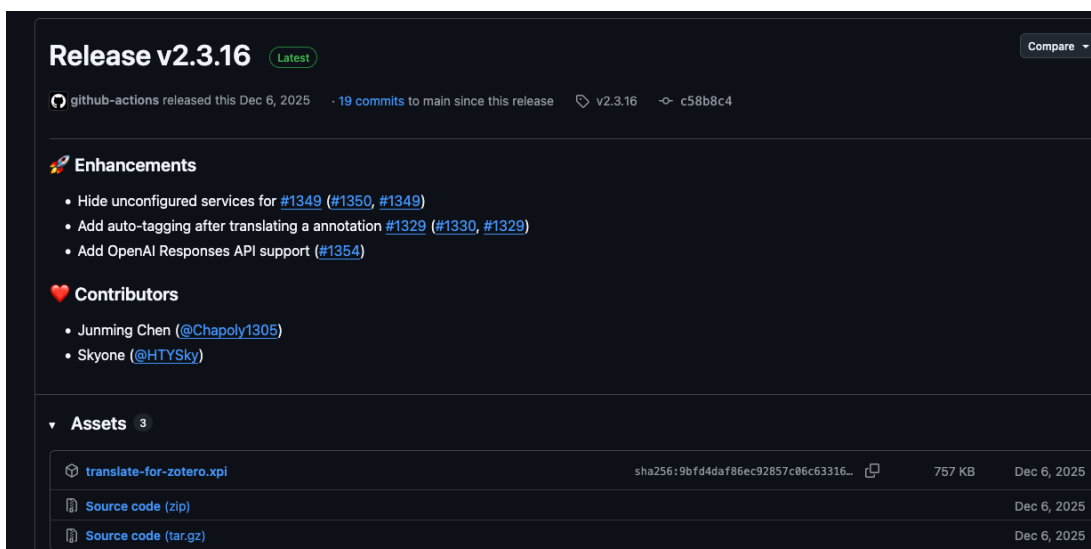 Release v2.3.16 Latest
Compare
github-actions released this Dec 6, 2025 · 19 commits to main since this release v2.3.16 c58b8c4
🚀 Enhancements
• Hide unconfigured services for #1349 (#1350, #1349)
• Add auto-tagging after translating a annotation #1329 (#1330, #1329)
• Add OpenAI Responses API support (#1354)
❤️ Contributors
• Junming Chen (@Chapoly1305)
• Skyone (@HTYSky)
Assets 3
translate-for-zotero.xpi sha256:9bfd4daf86ec92857c06c63316… 757 KB Dec 6, 2025
Source code (zip) Dec 6, 2025
Source code (tar.gz) Dec 6, 2025